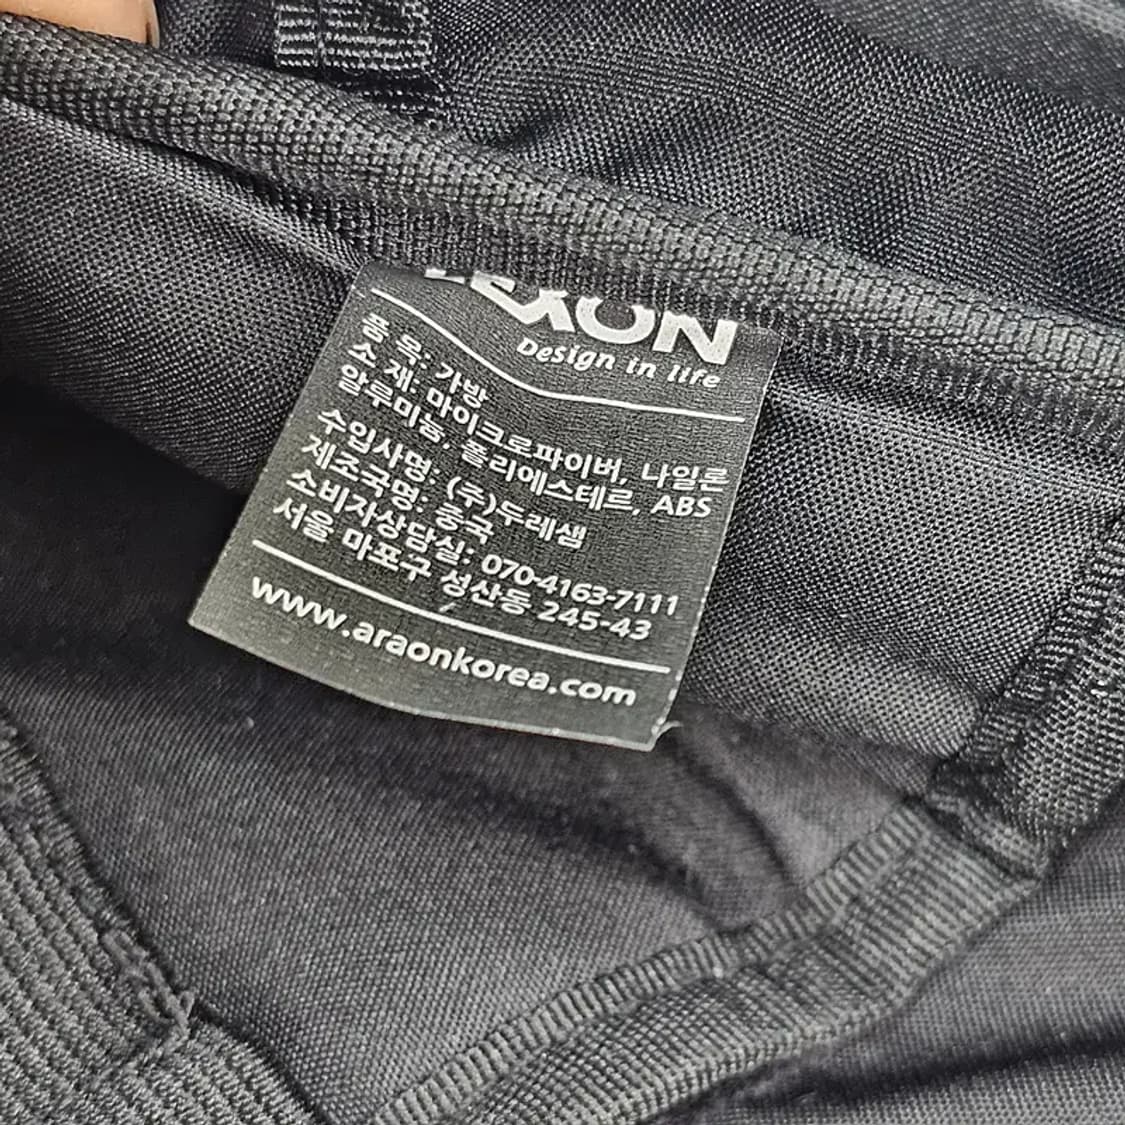 LEXON
Design in life
품 목: 가방
소 재: 마이크로파이버, 나일론
알루미늄, 폴리에스테르, ABS
수입사명: (주)두레샘
제조국명: 중국
소비자상담실: 070-4163-7111
서울 마포구 성산동 245-43
www.araonkorea.com